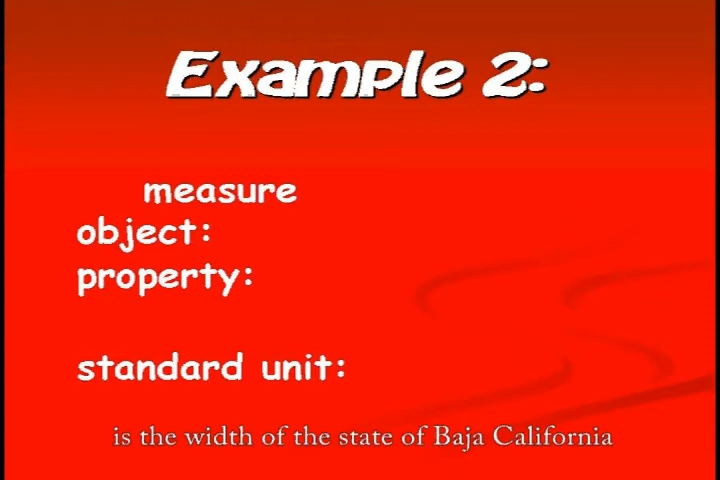 Example 2:
measure
object:
property:
standard unit:
is the width of the state of Baja California